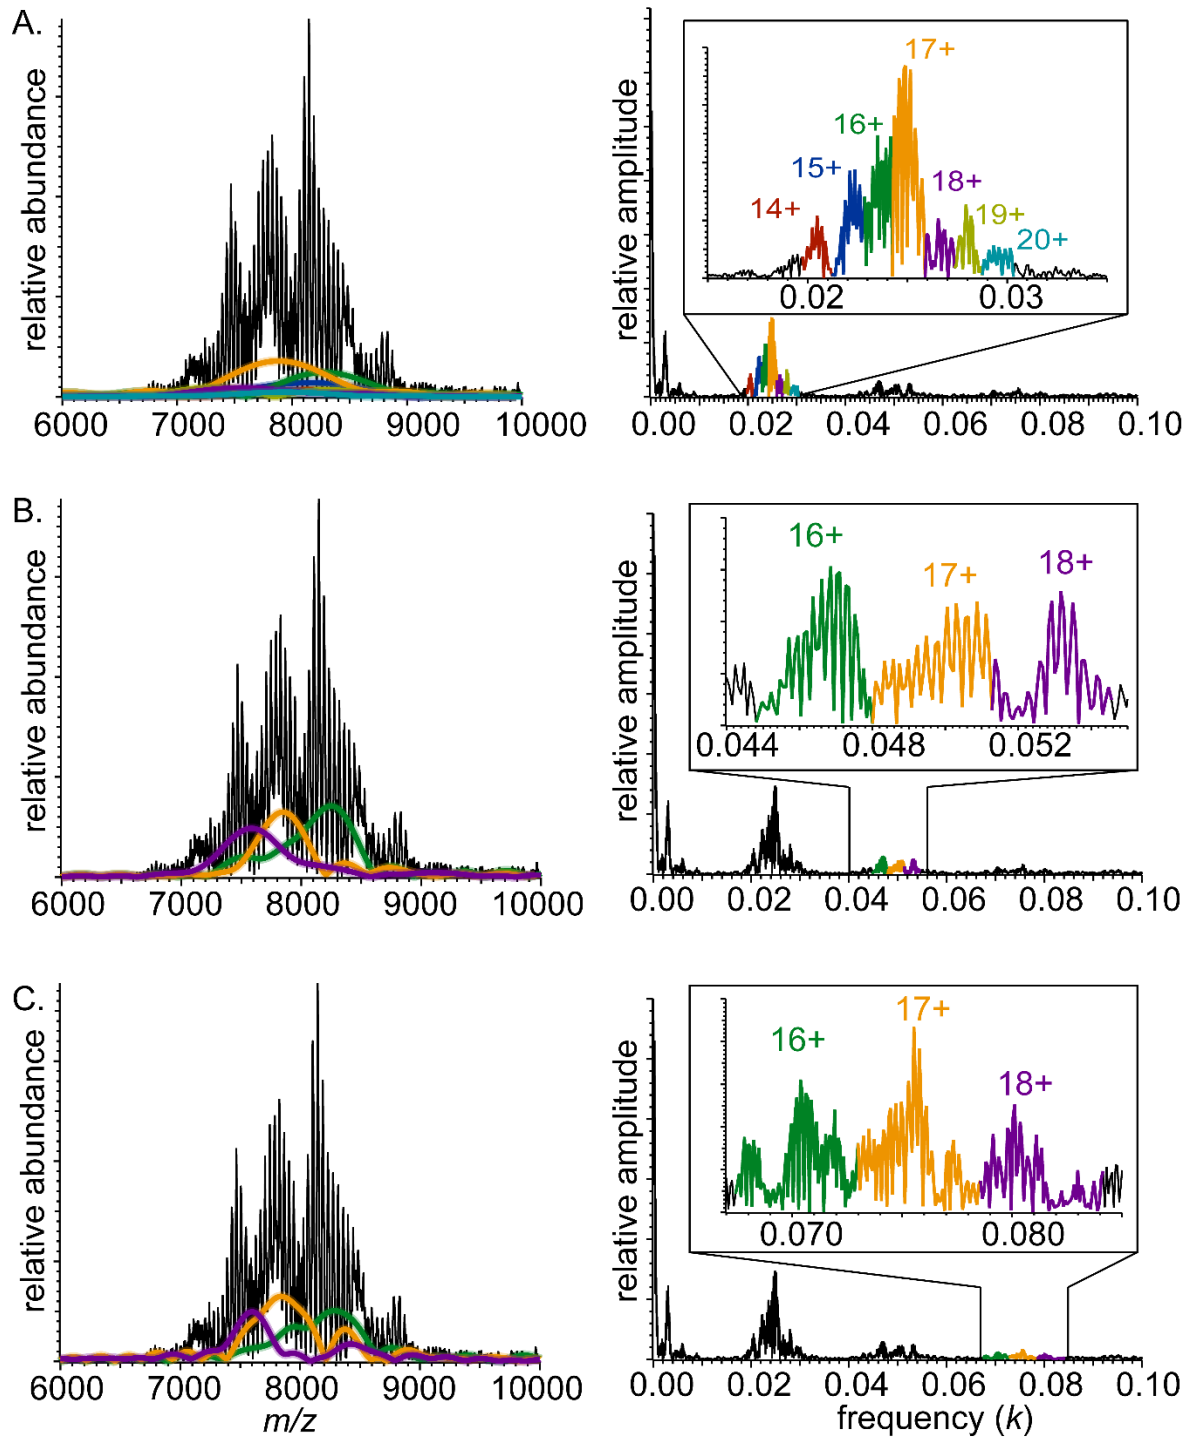 A.
relative abundance
6000 7000 8000 9000 10000
relative amplitude
17+
16+
15+
18+
14+
19+
20+
0.02 0.03
0.00 0.02 0.04 0.06 0.08 0.10
B.
relative abundance
6000 7000 8000 9000 10000
relative amplitude
16+
17+
18+
0.044 0.048 0.052
0.00 0.02 0.04 0.06 0.08 0.10
C.
relative abundance
6000 7000 8000 9000 10000
m/z
relative amplitude
17+
16+
18+
0.070 0.080
0.00 0.02 0.04 0.06 0.08 0.10
frequency (k)